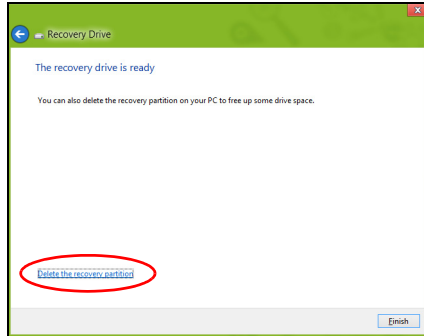 Recovery Drive
The recovery drive is ready
You can also delete the recovery partition on your PC to free up some drive space.
Delete the recovery partition
Finish